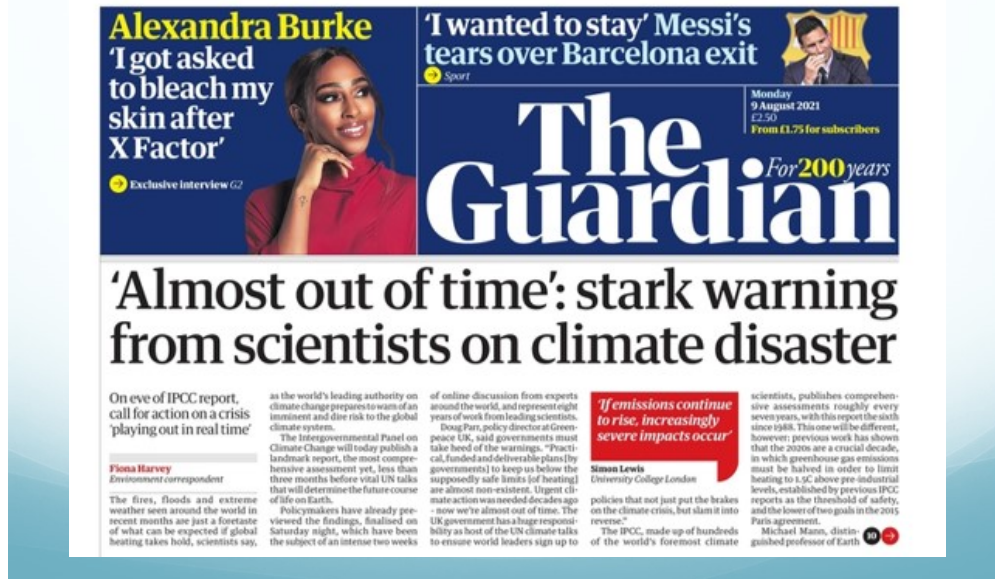 Alexandra Burke
‘I got asked
to bleach my
skin after
X Factor’
Exclusive interview G2
‘I wanted to stay’ Messi’s
tears over Barcelona exit
Sport
Monday
9 August 2021
£2.50
From £1.75 for subscribers
The
Guardian
For 200 years
‘Almost out of time’: stark warning
from scientists on climate disaster
On eve of IPCC report,
call for action on a crisis
‘playing out in real time’
Fiona Harvey
Environment correspondent
The fires, floods and extreme
weather seen around the world in
recent months are just a foretaste
of what can be expected if global
heating takes hold, scientists say,
as the world’s leading authority on
climate change prepares to warn of an
imminent and dire risk to the global
climate system.
The Intergovernmental Panel on
Climate Change will today publish a
landmark report, the most compre-
hensive assessment yet, less than
three months before vital UN talks
that will determine the future course
of life on Earth.
Policymakers have already pre-
viewed the findings, finalised on
Saturday night, which have been
the subject of an intense two weeks
of online discussion from experts
around the world, and represent eight
years of work from leading scientists.
Doug Parr, policy director at Green-
peace UK, said governments must
take heed of the warnings. “Practi-
cal, funded and deliverable plans [by
governments] to keep us below the
supposedly safe limits [of heating]
are almost non-existent. Urgent cli-
mate action was needed decades ago
- now we’re almost out of time. The
UK government has a huge responsi-
bility as host of the UN climate talks
to ensure world leaders sign up to
‘If emissions continue
to rise, increasingly
severe impacts occur’
Simon Lewis
University College London
policies that not just put the brakes
on the climate crisis, but slam it into
reverse.”
The IPCC, made up of hundreds
of the world’s foremost climate
scientists, publishes comprehen-
sive assessments roughly every
seven years, with this report the sixth
since 1988. This one will be different,
however: previous work has shown
that the 2020s are a crucial decade,
in which greenhouse gas emissions
must be halved in order to limit
heating to 1.5C above pre-industrial
levels, established by previous IPCC
reports as the threshold of safety,
and the lower of two goals in the 2015
Paris agreement.
Michael Mann, distin-
guished professor of Earth
10